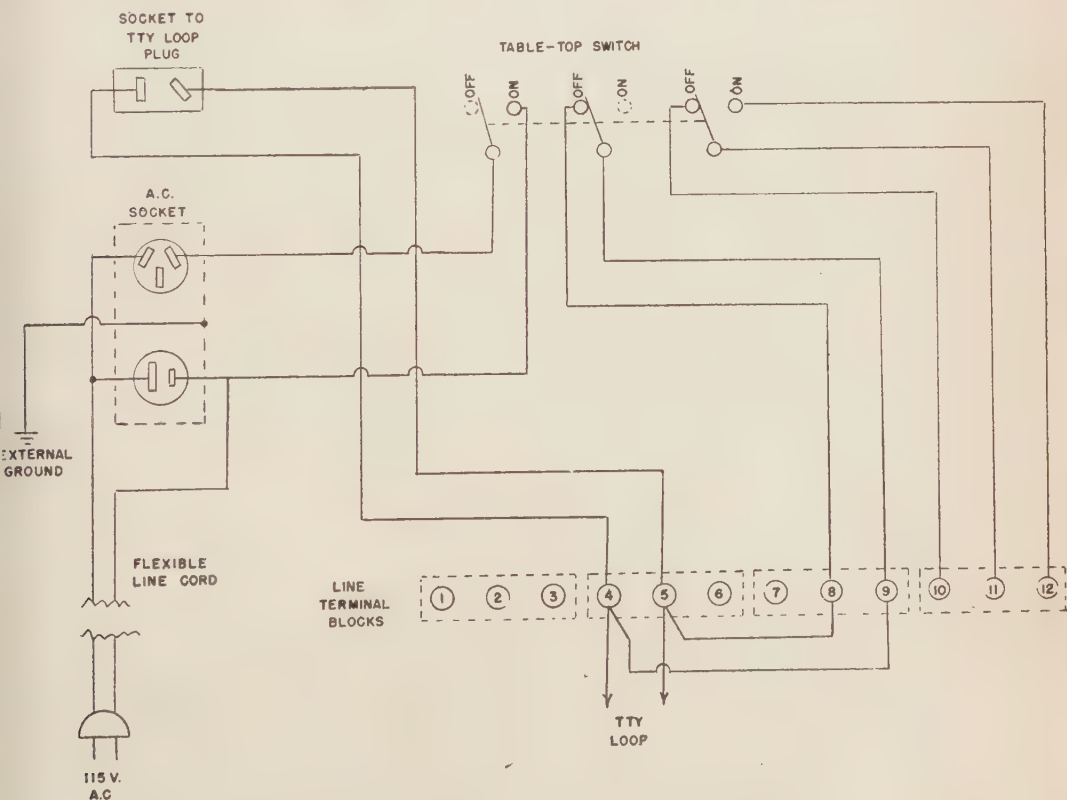 SOCKET TO
TTY LOOP
PLUG
TABLE-TOP SWITCH
OFF
ON
OFF
ON
OFF
ON
A.C.
SOCKET
EXTERNAL
GROUND
FLEXIBLE
LINE CORD
LINE
TERMINAL
BLOCKS
1
2
3
4
5
6
7
8
9
10
11
12
TTY
LOOP
115 V.
A.C